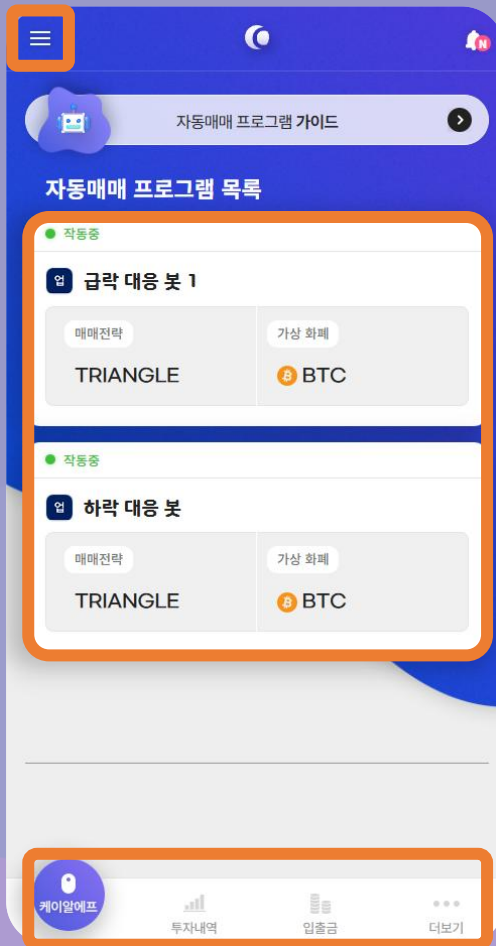 N
자동매매 프로그램 가이드
자동매매 프로그램 목록
작동중
업 급락 대응 봇 1
매매전략 가상 화폐
TRIANGLE BTC
작동중
업 하락 대응 봇
매매전략 가상 화폐
TRIANGLE BTC
케이알에프 투자내역 입출금 더보기